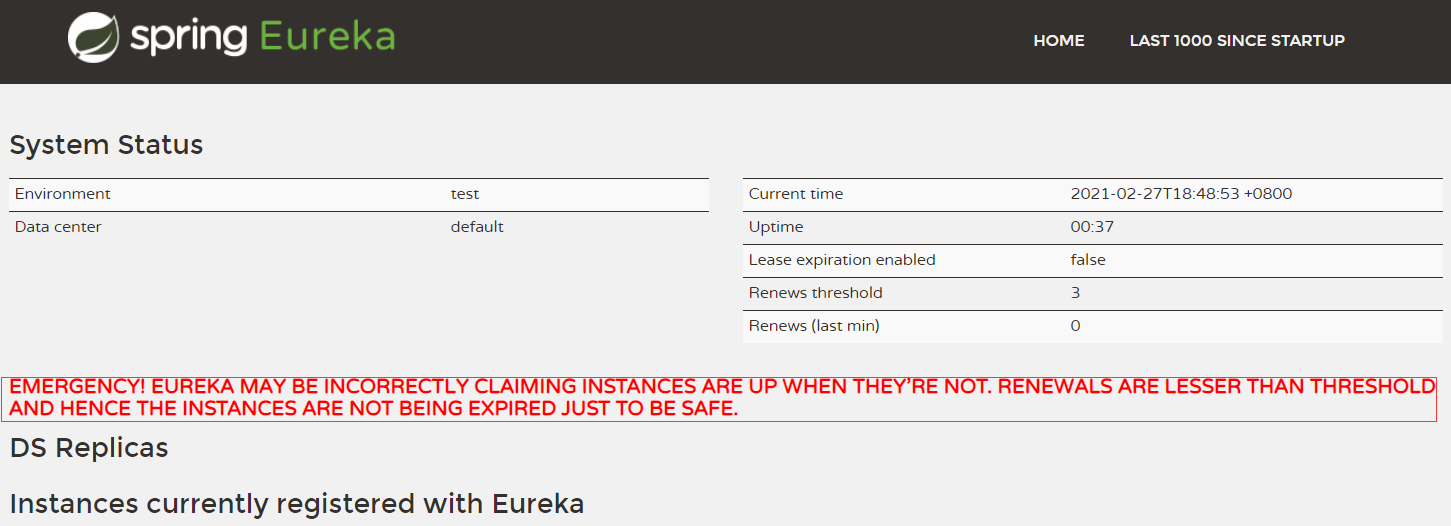 spring Eureka
HOME LAST 1000 SINCE STARTUP
System Status
Environment test
Data center default
Current time 2021-02-27T18:48:53 +0800
Uptime 00:37
Lease expiration enabled false
Renews threshold 3
Renews (last min) 0
EMERGENCY! EUREKA MAY BE INCORRECTLY CLAIMING INSTANCES ARE UP WHEN THEY'RE NOT. RENEWALS ARE LESSER THAN THRESHOLD
AND HENCE THE INSTANCES ARE NOT BEING EXPIRED JUST TO BE SAFE.
DS Replicas
Instances currently registered with Eureka